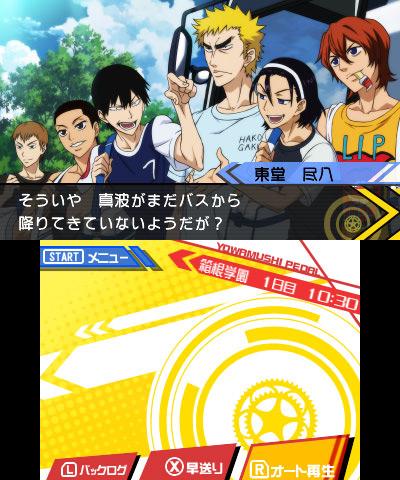 HAKO
GAKU
LIP
東堂 尽八
そういや 真波がまだバスから
降りてきていないようだが?
START メニュー
YOWAMUSHI PEDAL
箱根学園 1日目 10:30
L バックログ
X 早送り
R オート再生